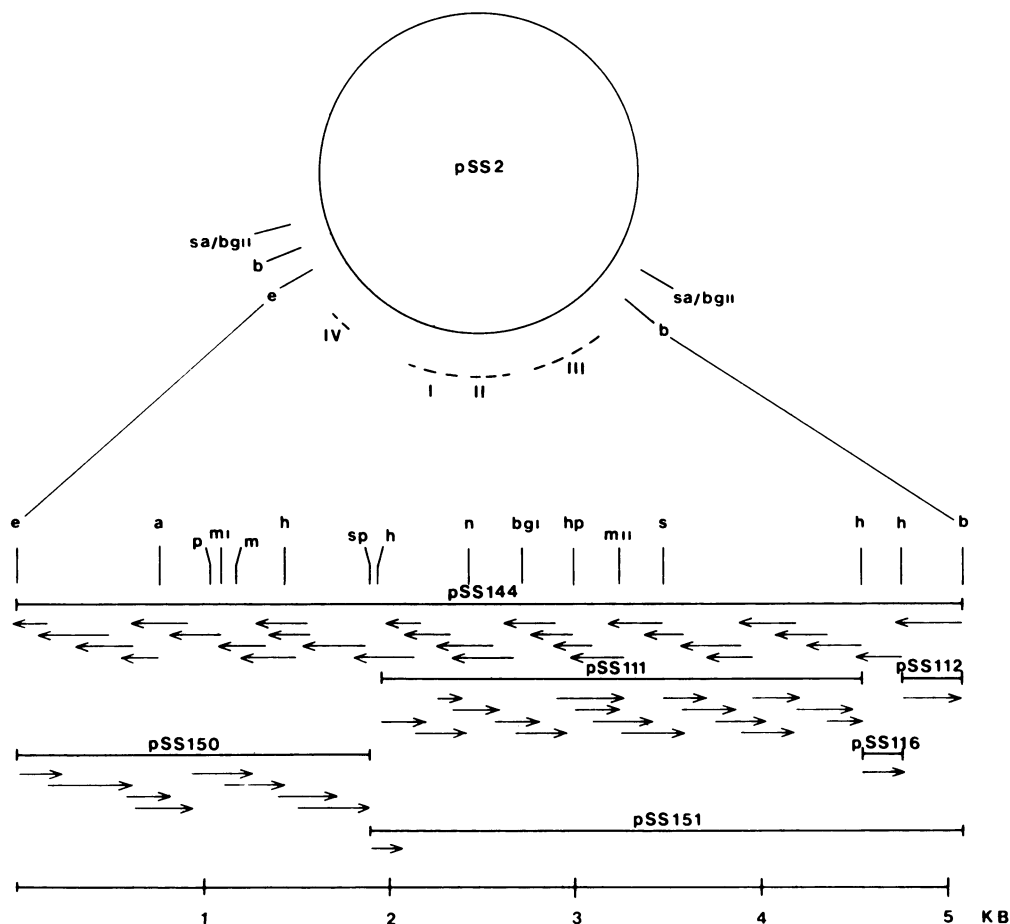 pSS2
sa/bgII
b
e
sa/bgII
b
IV
I II III
e a p mI m h sp h n bgI hp mII s h h b
pSS144
pSS111 pSS112
pSS150 pSS116
pSS151
1 2 3 4 5 KB